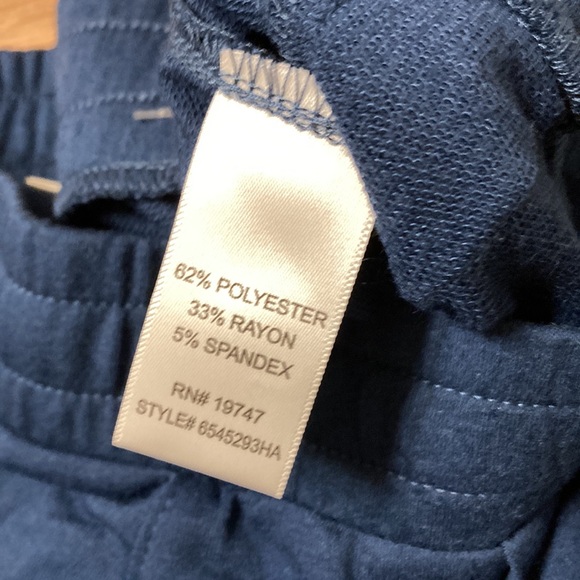 62% POLYESTER
33% RAYON
5% SPANDEX
RN# 19747
STYLE# 6545293HA